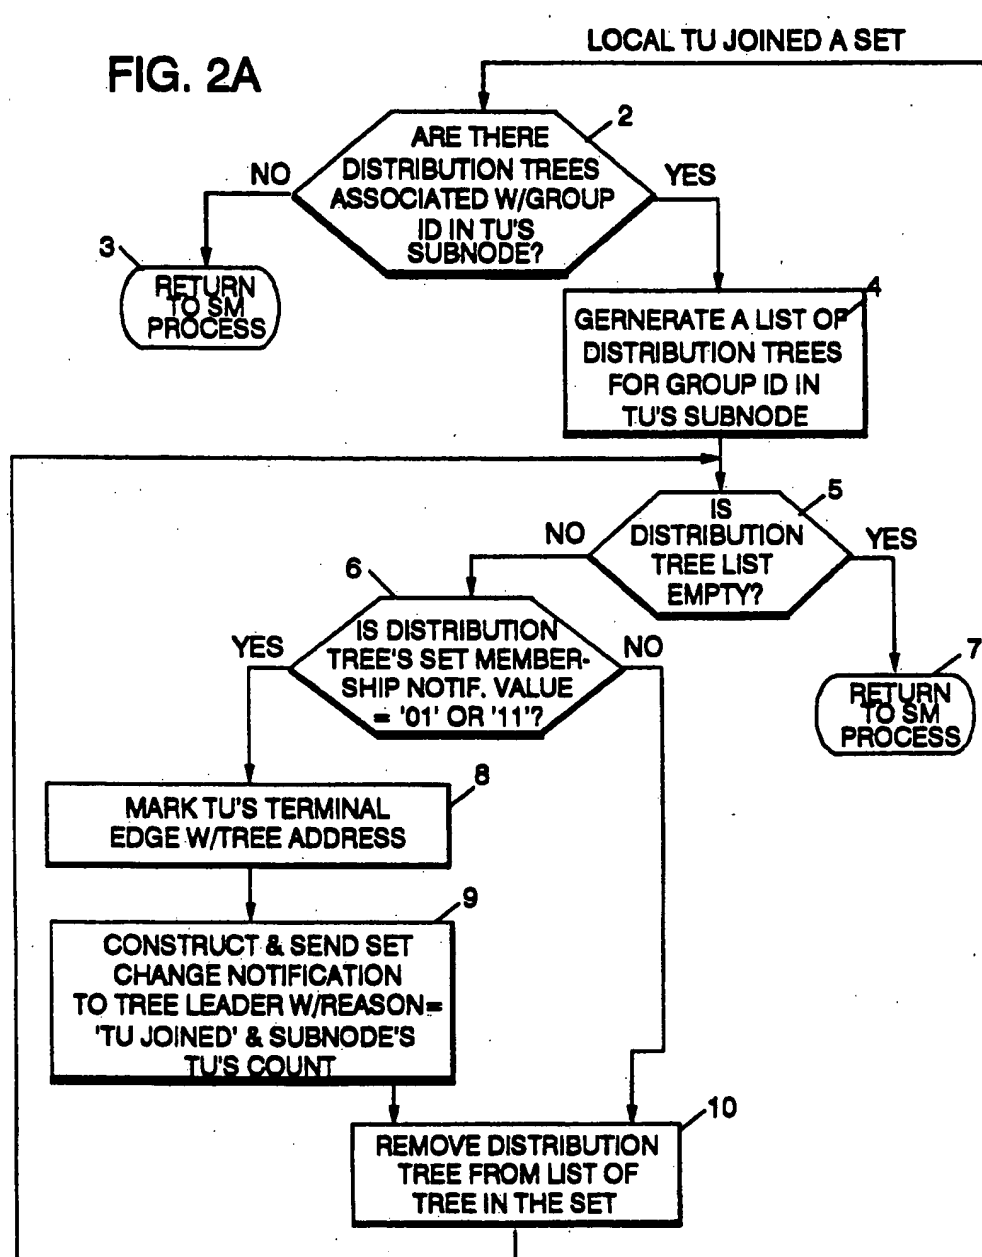 LOCAL TU JOINED A SET
FIG. 2A
2
ARE THERE
DISTRIBUTION TREES
ASSOCIATED W/GROUP
ID IN TU'S
SUBNODE?
NO
YES
3
RETURN
TO SM
PROCESS
4
GERNERATE A LIST OF
DISTRIBUTION TREES
FOR GROUP ID IN
TU'S SUBNODE
5
IS
DISTRIBUTION
TREE LIST
EMPTY?
NO
YES
6
IS DISTRIBUTION
TREE'S SET MEMBER-
SHIP NOTIF. VALUE
= '01' OR '11'?
YES
NO
7
RETURN
TO SM
PROCESS
8
MARK TU'S TERMINAL
EDGE W/TREE ADDRESS
9
CONSTRUCT & SEND SET
CHANGE NOTIFICATION
TO TREE LEADER W/REASON=
'TU JOINED' & SUBNODE'S
TU'S COUNT
10
REMOVE DISTRIBUTION
TREE FROM LIST OF
TREE IN THE SET